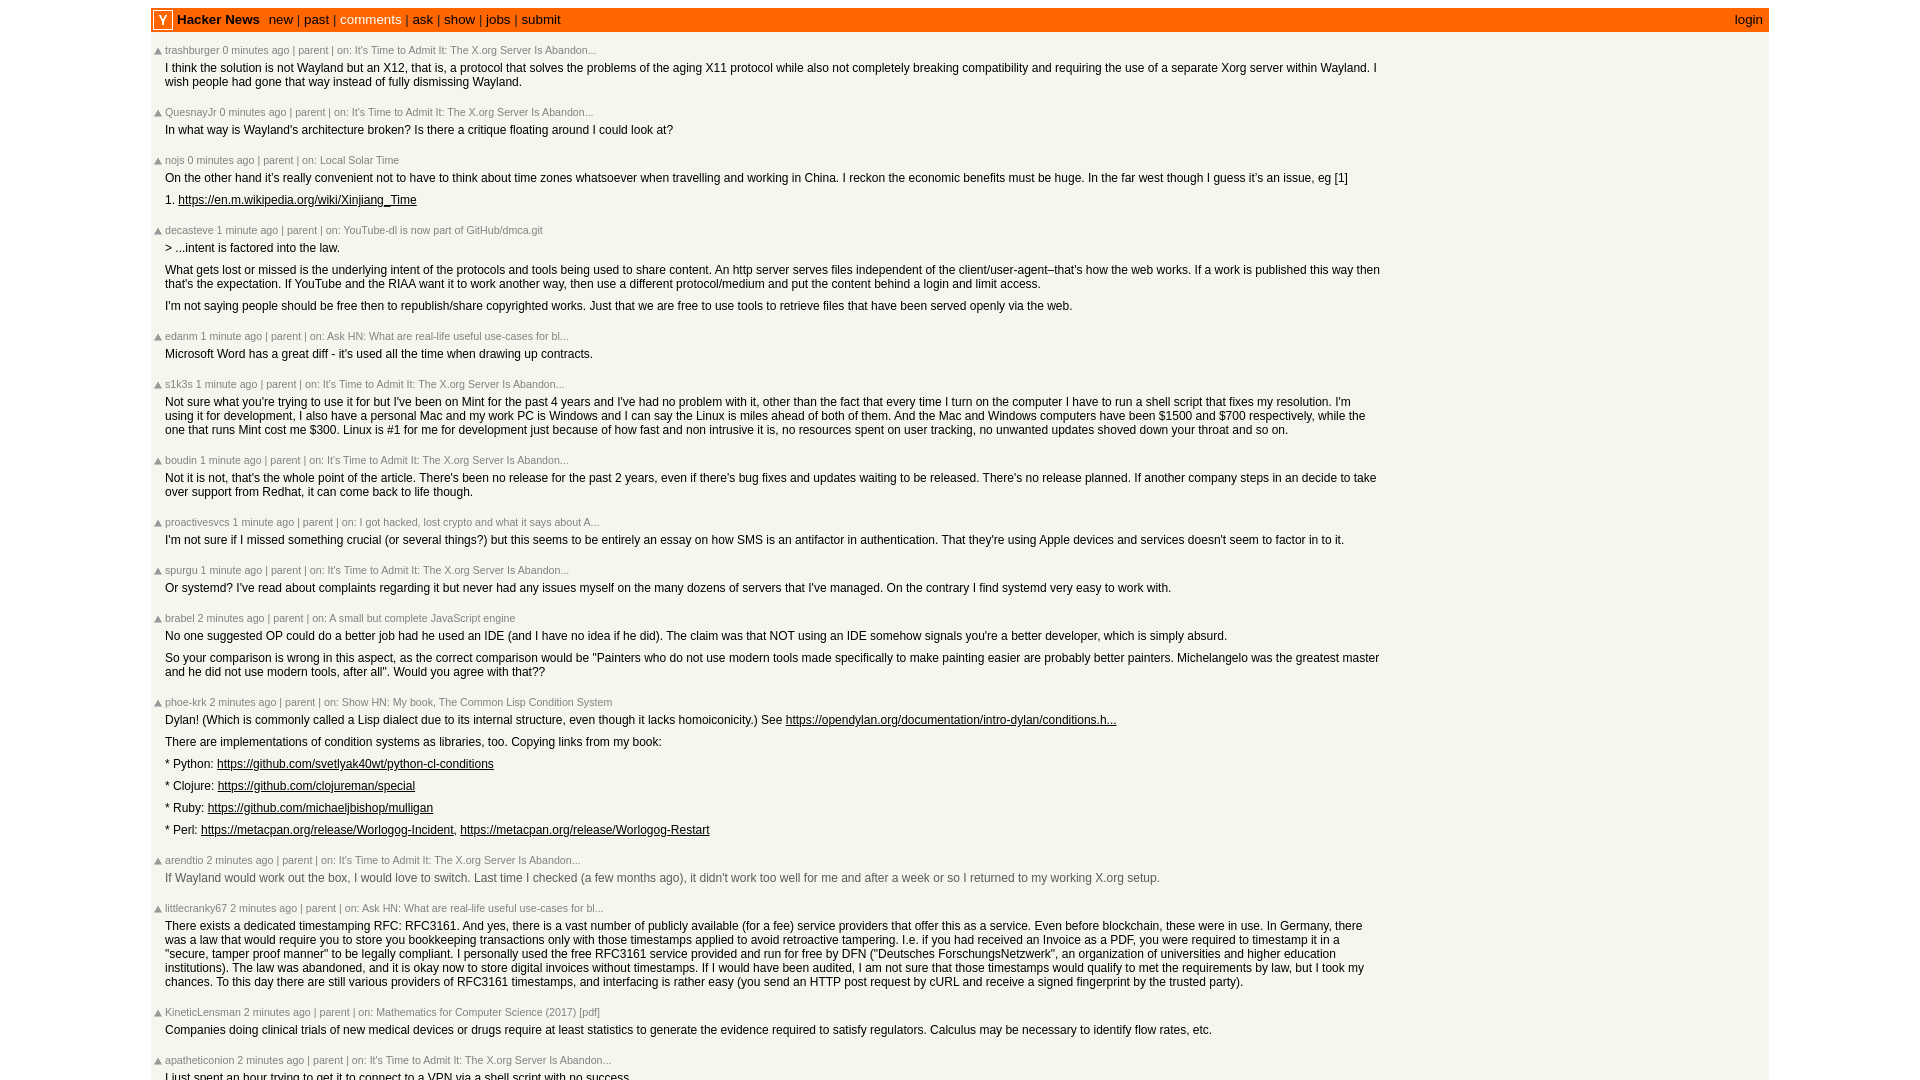 Y Hacker News new | past | comments | ask | show | jobs | submit login
trashburger 0 minutes ago | parent | on: It's Time to Admit It: The X.org Server Is Abandon...
I think the solution is not Wayland but an X12, that is, a protocol that solves the problems of the aging X11 protocol while also not completely breaking compatibility and requiring the use of a separate Xorg server within Wayland. I
wish people had gone that way instead of fully dismissing Wayland.
QuesnayJr 0 minutes ago | parent | on: It's Time to Admit It: The X.org Server Is Abandon...
In what way is Wayland's architecture broken? Is there a critique floating around I could look at?
nojs 0 minutes ago | parent | on: Local Solar Time
On the other hand it’s really convenient not to have to think about time zones whatsoever when travelling and working in China. I reckon the economic benefits must be huge. In the far west though I guess it’s an issue, eg [1]
1. https://en.m.wikipedia.org/wiki/Xinjiang_Time
decasteve 1 minute ago | parent | on: YouTube-dl is now part of GitHub/dmca.git
> ...intent is factored into the law.
What gets lost or missed is the underlying intent of the protocols and tools being used to share content. An http server serves files independent of the client/user-agent–that's how the web works. If a work is published this way then
that's the expectation. If YouTube and the RIAA want it to work another way, then use a different protocol/medium and put the content behind a login and limit access.
I'm not saying people should be free then to republish/share copyrighted works. Just that we are free to use tools to retrieve files that have been served openly via the web.
edanm 1 minute ago | parent | on: Ask HN: What are real-life useful use-cases for bl...
Microsoft Word has a great diff - it's used all the time when drawing up contracts.
s1k3s 1 minute ago | parent | on: It's Time to Admit It: The X.org Server Is Abandon...
Not sure what you're trying to use it for but I've been on Mint for the past 4 years and I've had no problem with it, other than the fact that every time I turn on the computer I have to run a shell script that fixes my resolution. I'm
using it for development, I also have a personal Mac and my work PC is Windows and I can say the Linux is miles ahead of both of them. And the Mac and Windows computers have been $1500 and $700 respectively, while the
one that runs Mint cost me $300. Linux is #1 for me for development just because of how fast and non intrusive it is, no resources spent on user tracking, no unwanted updates shoved down your throat and so on.
boudin 1 minute ago | parent | on: It's Time to Admit It: The X.org Server Is Abandon...
Not it is not, that's the whole point of the article. There's been no release for the past 2 years, even if there's bug fixes and updates waiting to be released. There's no release planned. If another company steps in an decide to take
over support from Redhat, it can come back to life though.
proactivesvcs 1 minute ago | parent | on: I got hacked, lost crypto and what it says about A...
I'm not sure if I missed something crucial (or several things?) but this seems to be entirely an essay on how SMS is an antifactor in authentication. That they're using Apple devices and services doesn't seem to factor in to it.
spurgu 1 minute ago | parent | on: It's Time to Admit It: The X.org Server Is Abandon...
Or systemd? I've read about complaints regarding it but never had any issues myself on the many dozens of servers that I've managed. On the contrary I find systemd very easy to work with.
brabel 2 minutes ago | parent | on: A small but complete JavaScript engine
No one suggested OP could do a better job had he used an IDE (and I have no idea if he did). The claim was that NOT using an IDE somehow signals you're a better developer, which is simply absurd.
So your comparison is wrong in this aspect, as the correct comparison would be "Painters who do not use modern tools made specifically to make painting easier are probably better painters. Michelangelo was the greatest master
and he did not use modern tools, after all". Would you agree with that??
phoe-krk 2 minutes ago | parent | on: Show HN: My book, The Common Lisp Condition System
Dylan! (Which is commonly called a Lisp dialect due to its internal structure, even though it lacks homoiconicity.) See https://opendylan.org/documentation/intro-dylan/conditions.h...
There are implementations of condition systems as libraries, too. Copying links from my book:
* Python: https://github.com/svetlyak40wt/python-cl-conditions
* Clojure: https://github.com/clojureman/special
* Ruby: https://github.com/michaeljbishop/mulligan
* Perl: https://metacpan.org/release/Worlogog-Incident, https://metacpan.org/release/Worlogog-Restart
arendtio 2 minutes ago | parent | on: It's Time to Admit It: The X.org Server Is Abandon...
If Wayland would work out the box, I would love to switch. Last time I checked (a few months ago), it didn't work too well for me and after a week or so I returned to my working X.org setup.
littlecranky67 2 minutes ago | parent | on: Ask HN: What are real-life useful use-cases for bl...
There exists a dedicated timestamping RFC: RFC3161. And yes, there is a vast number of publicly available (for a fee) service providers that offer this as a service. Even before blockchain, these were in use. In Germany, there
was a law that would require you to store you bookkeeping transactions only with those timestamps applied to avoid retroactive tampering. I.e. if you had received an Invoice as a PDF, you were required to timestamp it in a
"secure, tamper proof manner" to be legally compliant. I personally used the free RFC3161 service provided and run for free by DFN ("Deutsches ForschungsNetzwerk", an organization of universities and higher education
institutions). The law was abandoned, and it is okay now to store digital invoices without timestamps. If I would have been audited, I am not sure that those timestamps would qualify to met the requirements by law, but I took my
chances. To this day there are still various providers of RFC3161 timestamps, and interfacing is rather easy (you send an HTTP post request by cURL and receive a signed fingerprint by the trusted party).
KineticLensman 2 minutes ago | parent | on: Mathematics for Computer Science (2017) [pdf]
Companies doing clinical trials of new medical devices or drugs require at least statistics to generate the evidence required to satisfy regulators. Calculus may be necessary to identify flow rates, etc.
apatheticonion 2 minutes ago | parent | on: It's Time to Admit It: The X.org Server Is Abandon...
I just spent an hour trying to get it to connect to a VPN via a shell script with no success.